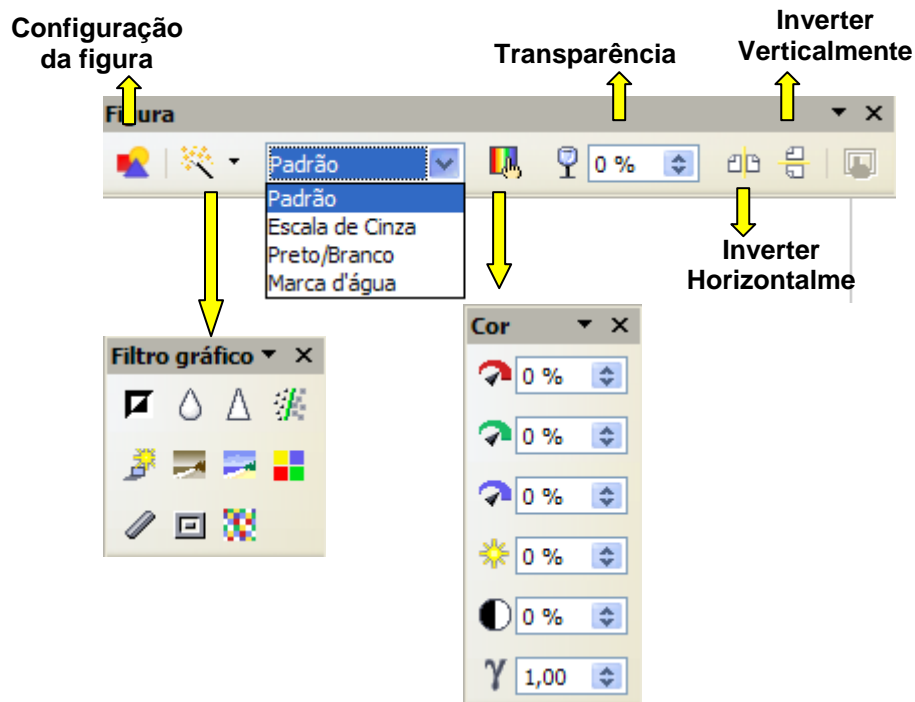 Configuração
da figura
Transparência
Inverter
Verticalmente
Figura
Padrão
0 %
Padrão
Escala de Cinza
Preto/Branco
Marca d'água
Inverter
Horizontalme
Filtro gráfico
Cor
0 %
0 %
0 %
0 %
0 %
γ 1,00